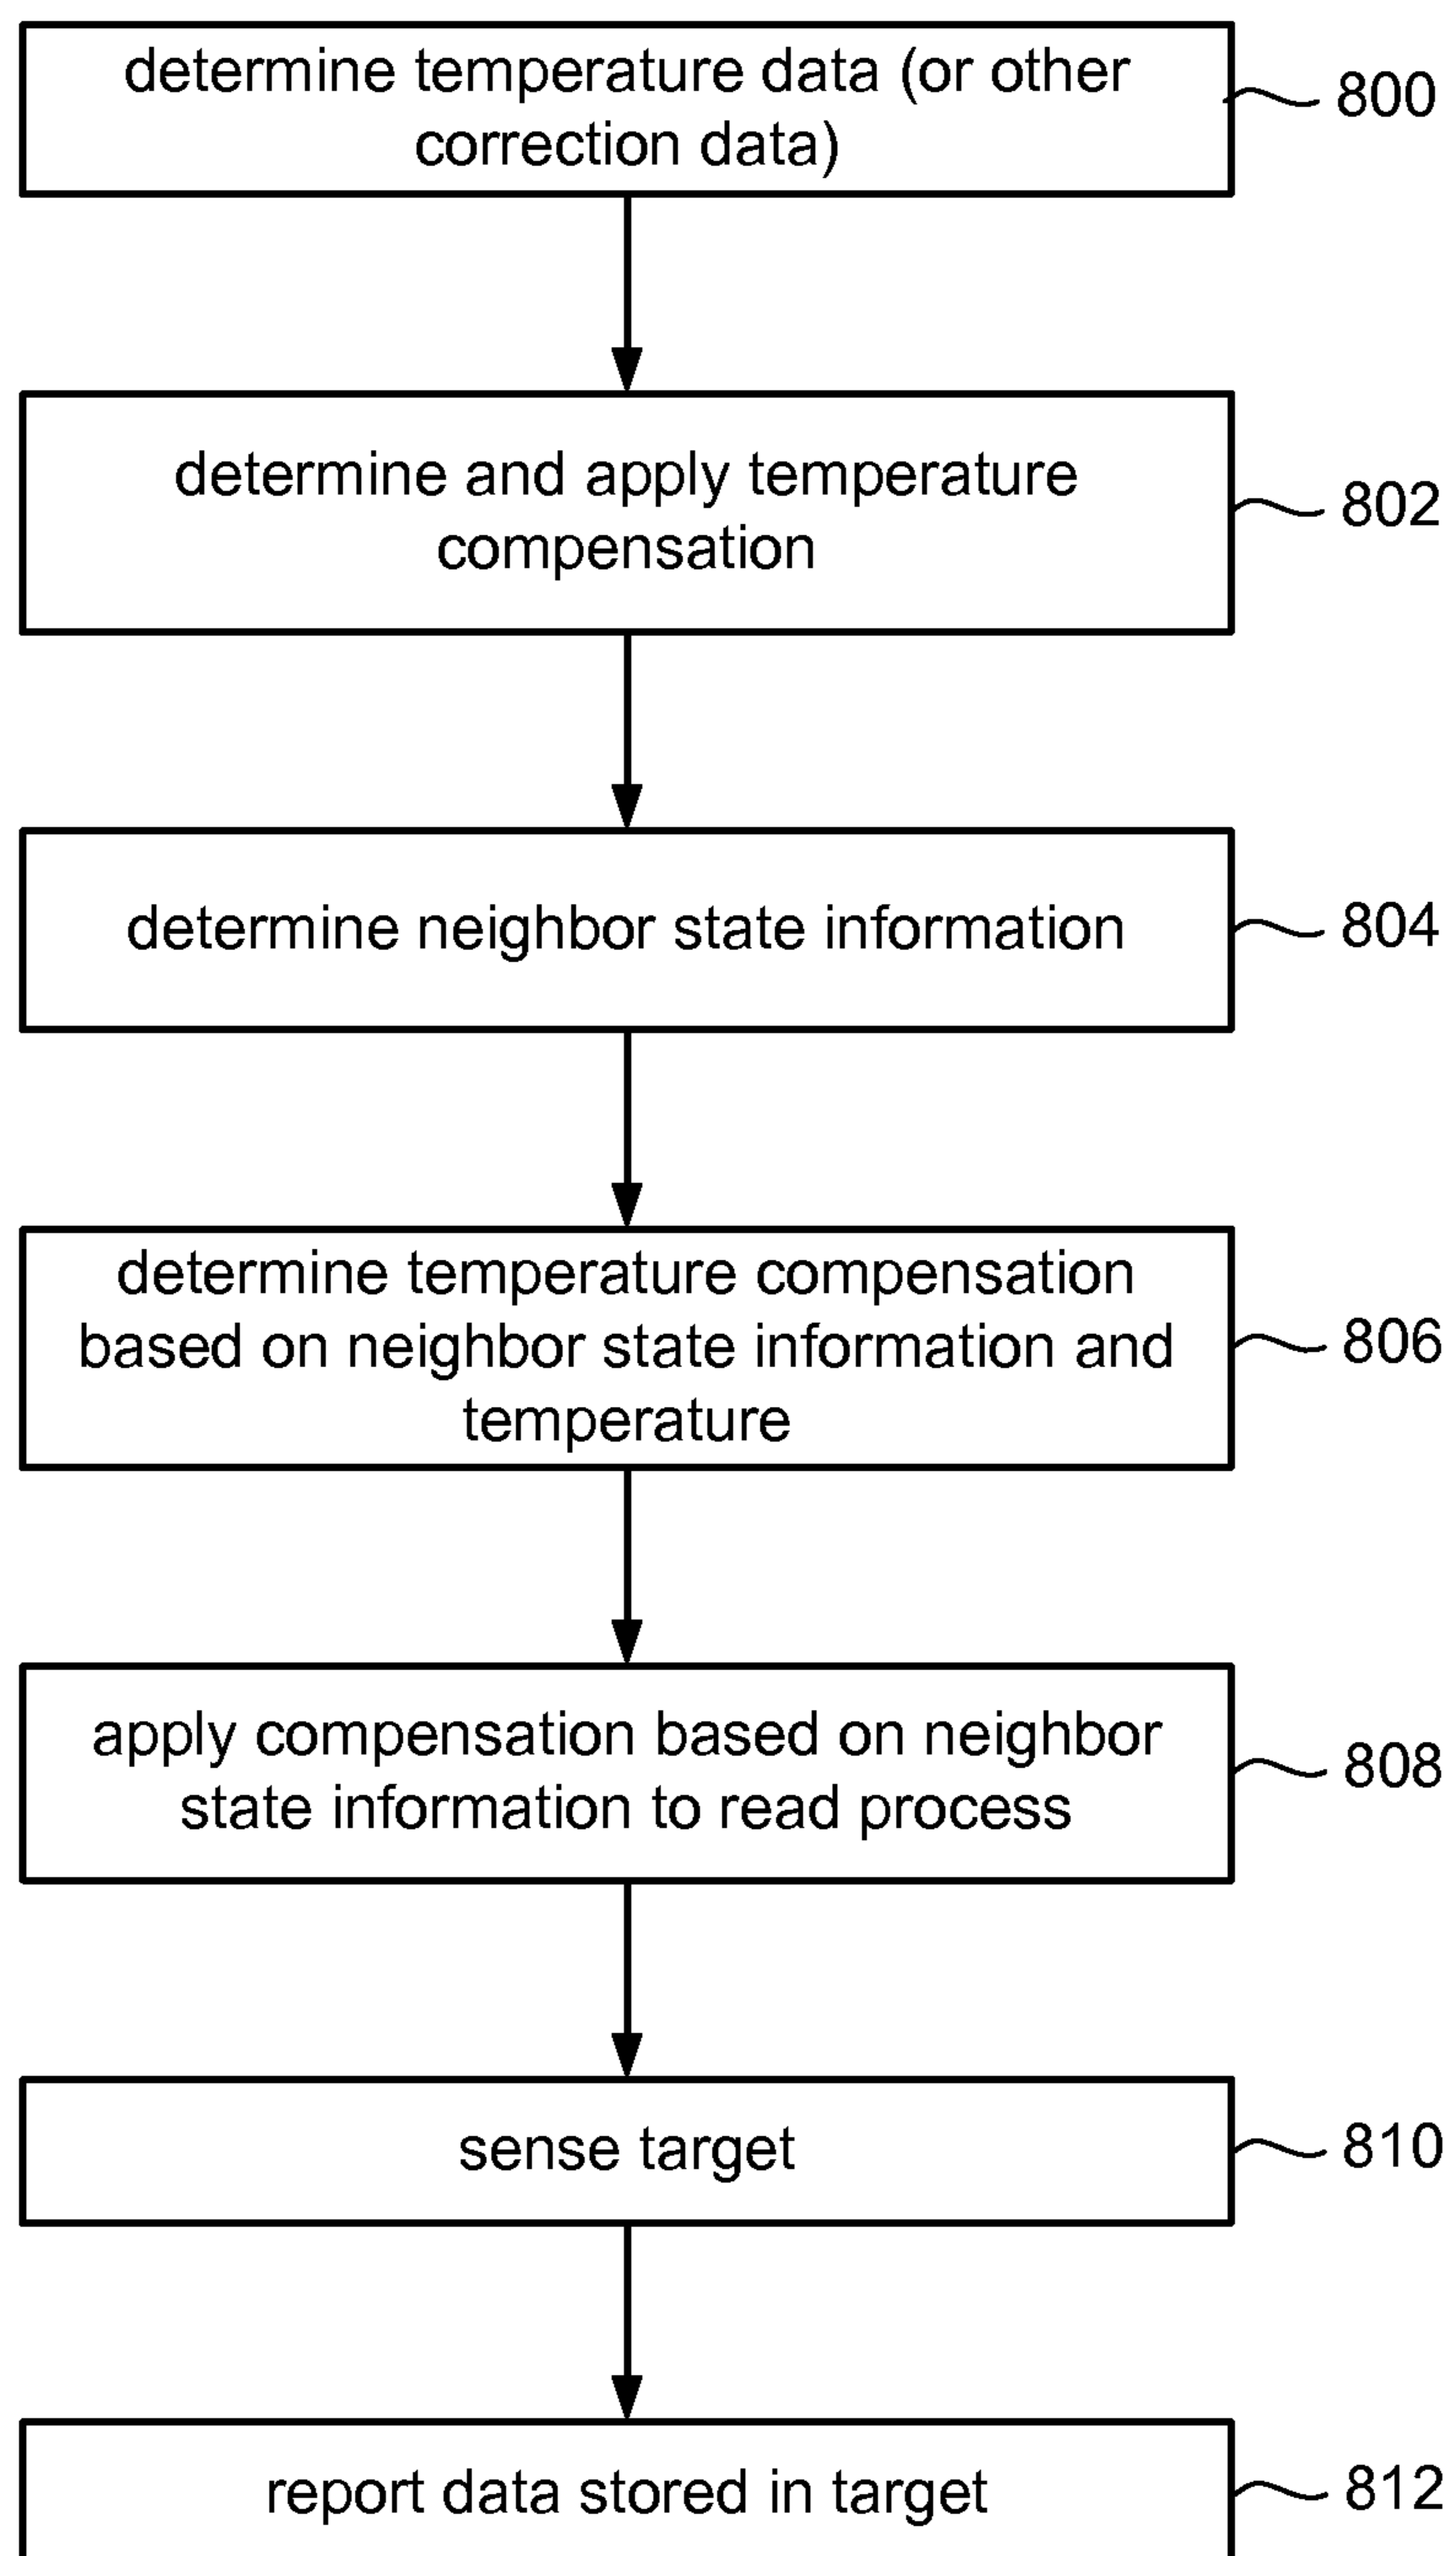 determine temperature data (or other
correction data)
800
determine and apply temperature
compensation
802
determine neighbor state information
804
determine temperature compensation
based on neighbor state information and
temperature
806
apply compensation based on neighbor
state information to read process
808
sense target
810
report data stored in target
812